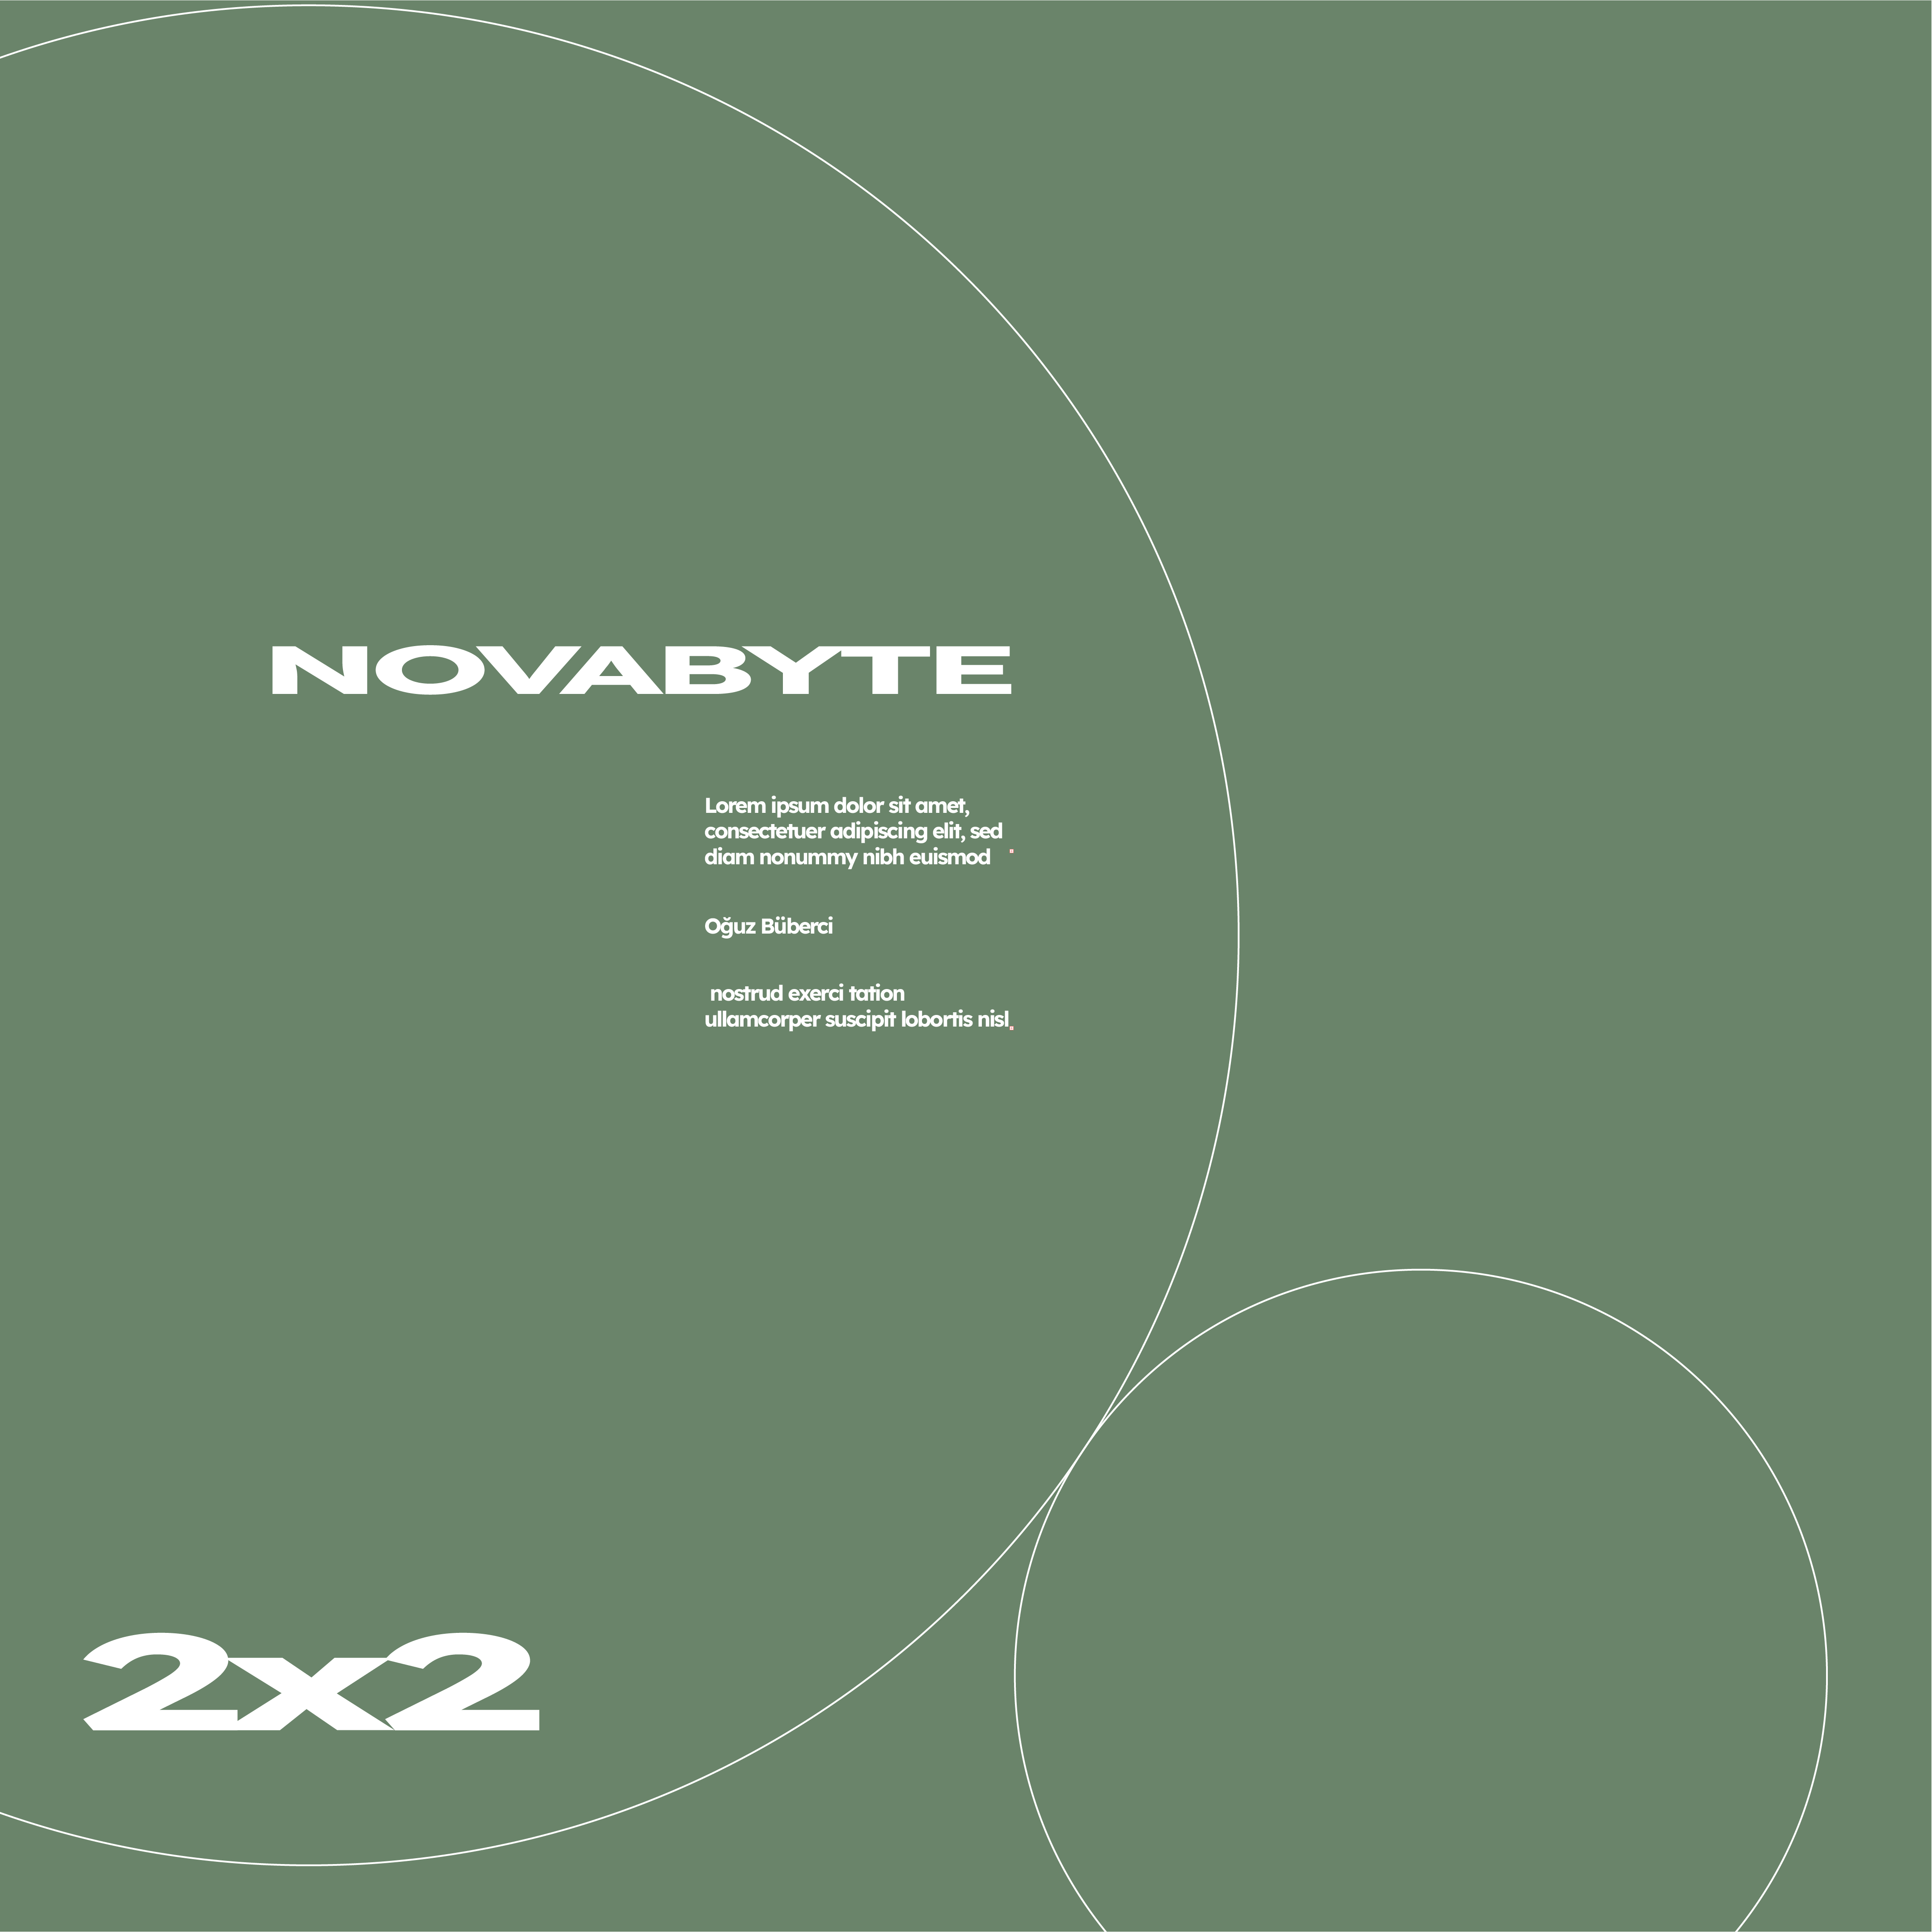 NOVABYTE
Lorem ipsum dolor sit amet,
consectetuer adipiscing elit, sed
diam nonummy nibh euismod
Oğuz Büberci
nostrud exerci tation
ullamcorper suscipit lobortis nisl
2x2